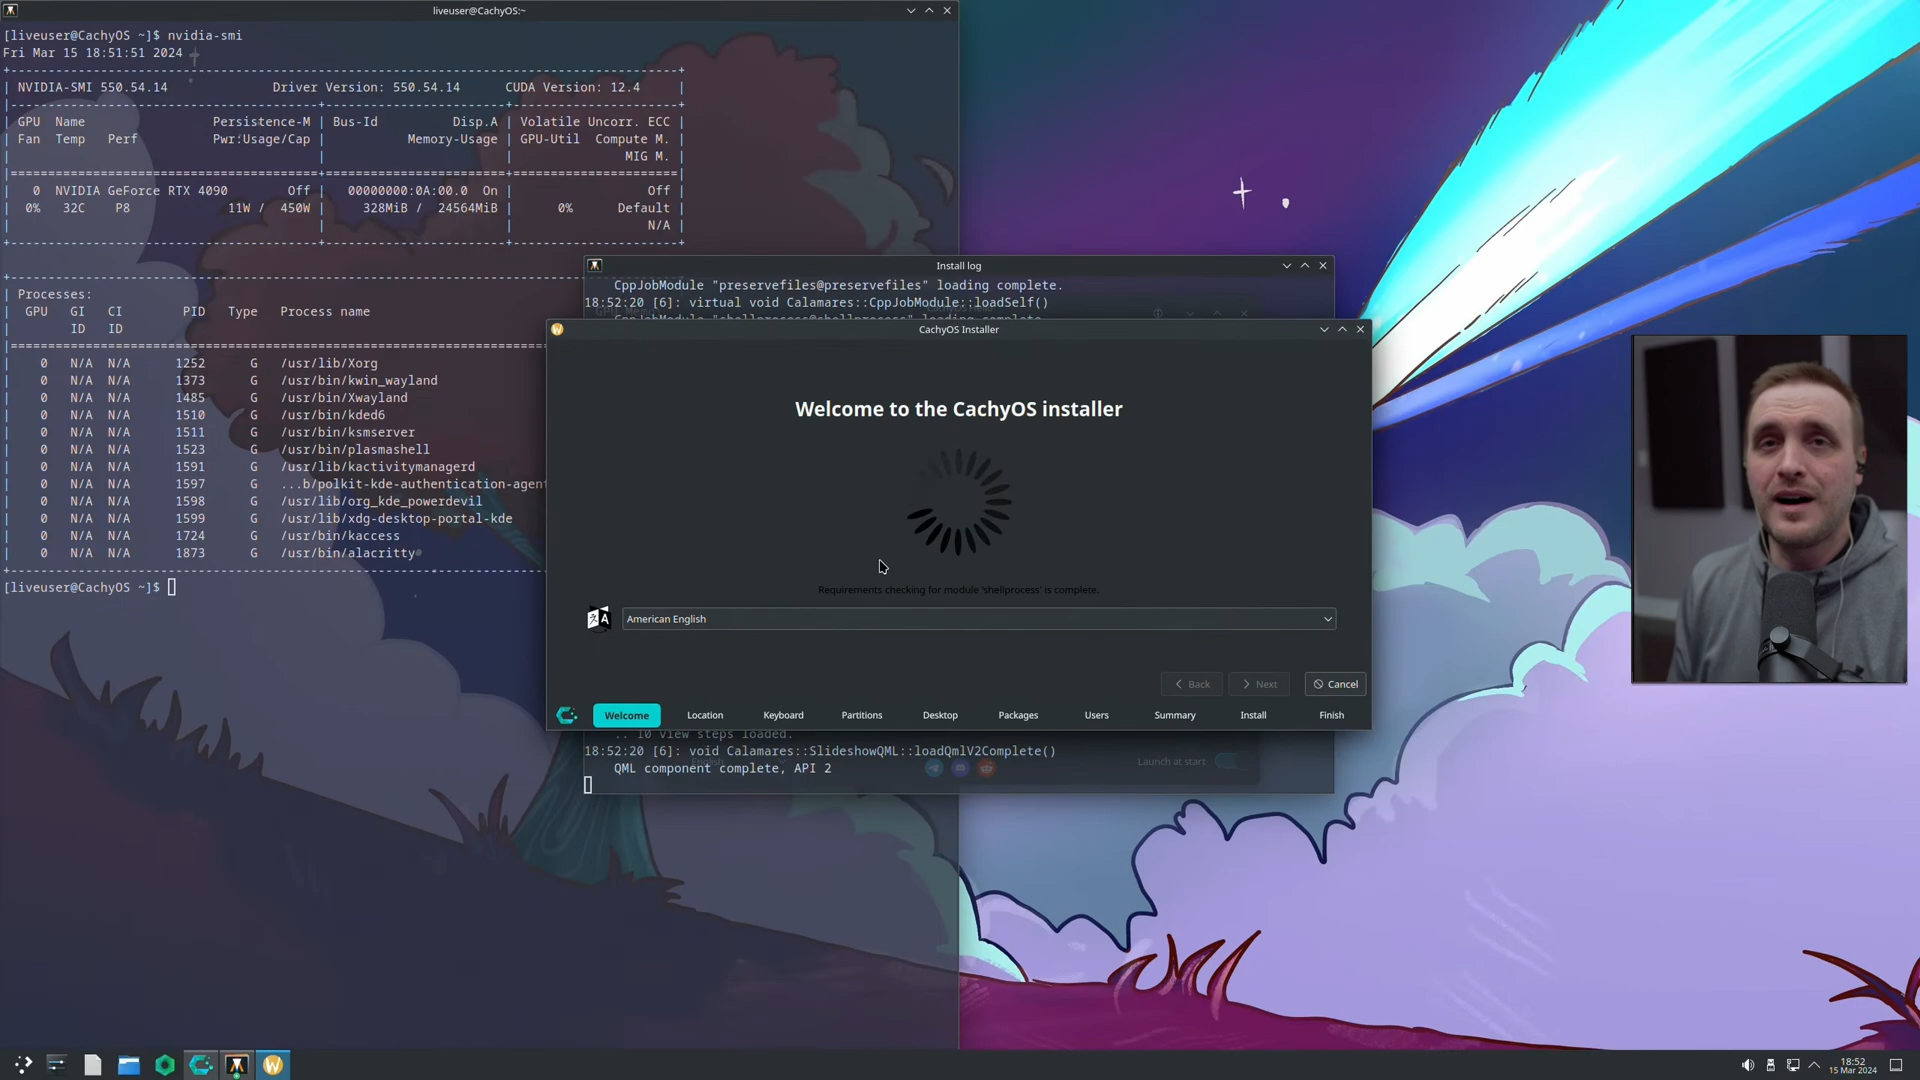 liveuser@CachyOS:~
[liveuser@CachyOS ~]$ nvidia-smi
Fri Mar 15 18:51:51 2024
NVIDIA-SMI 550.54.14 Driver Version: 550.54.14 CUDA Version: 12.4
GPU Name Persistence-M | Bus-Id Disp.A | Volatile Uncorr. ECC
Fan Temp Perf Pwr:Usage/Cap | Memory-Usage | GPU-Util Compute M.
MIG M.
0 NVIDIA GeForce RTX 4090 Off | 00000000:0A:00.0 On | Off
0% 32C P8 11W / 450W | 328MiB / 24564MiB | 0% Default
N/A
Processes:
GPU GI CI PID Type Process name
ID ID
0 N/A N/A 1252 G /usr/lib/Xorg
0 N/A N/A 1373 G /usr/bin/kwin_wayland
0 N/A N/A 1485 G /usr/bin/Xwayland
0 N/A N/A 1510 G /usr/bin/kded6
0 N/A N/A 1511 G /usr/bin/ksmserver
0 N/A N/A 1523 G /usr/bin/plasmashell
0 N/A N/A 1591 G /usr/lib/kactivitymanagerd
0 N/A N/A 1597 G ...b/polkit-kde-authentication-agent
0 N/A N/A 1598 G /usr/lib/org_kde_powerdevil
0 N/A N/A 1599 G /usr/lib/xdg-desktop-portal-kde
0 N/A N/A 1724 G /usr/bin/kaccess
0 N/A N/A 1873 G /usr/bin/alacritty
[liveuser@CachyOS ~]$
Install log
CppJobModule "preservefiles@preservefiles" loading complete.
18:52:20 [6]: virtual void Calamares::CppJobModule::loadSelf()
CppJobModule "shellprocess@shellprocess" loading complete.
CachyOS Installer
Welcome to the CachyOS installer
Requirements checking for module 'shellprocess' is complete.
American English
Back
Next
Cancel
Welcome
Location
Keyboard
Partitions
Desktop
Packages
Users
Summary
Install
Finish
.. 10 view steps loaded.
18:52:20 [6]: void Calamares::SlideshowQML::loadQmlV2Complete()
English
Launch at start
QML component complete, API 2
18:52
15 Mar 2024